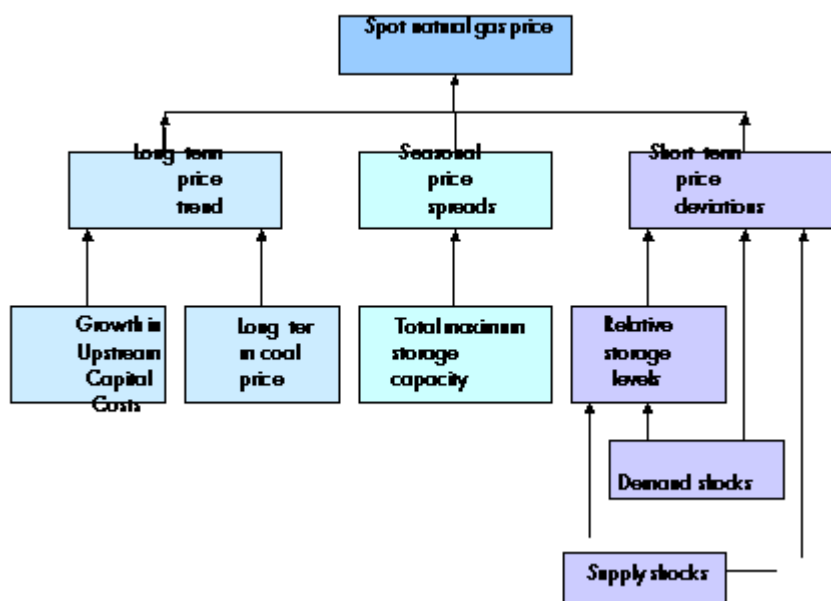 Spot natural gas price
Long term
price
trend
Seasonal
price
spreads
Short term
price
deviations
Growth in
Upstream
Capital
Costs
Long ter
m coal
price
Total maximum
storage
capacity
Relative
storage
levels
Demand shocks
Supply shocks